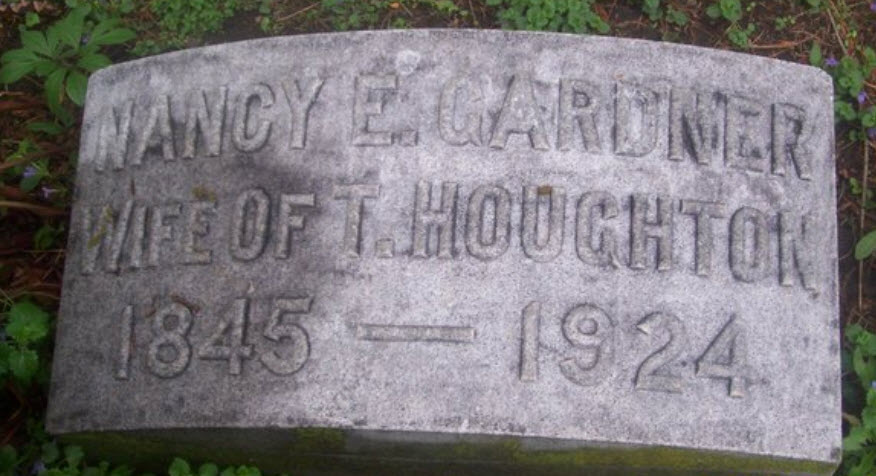 NANCY E. GARDNER
WIFE OF T. HOUGHTON
1845 — 1924